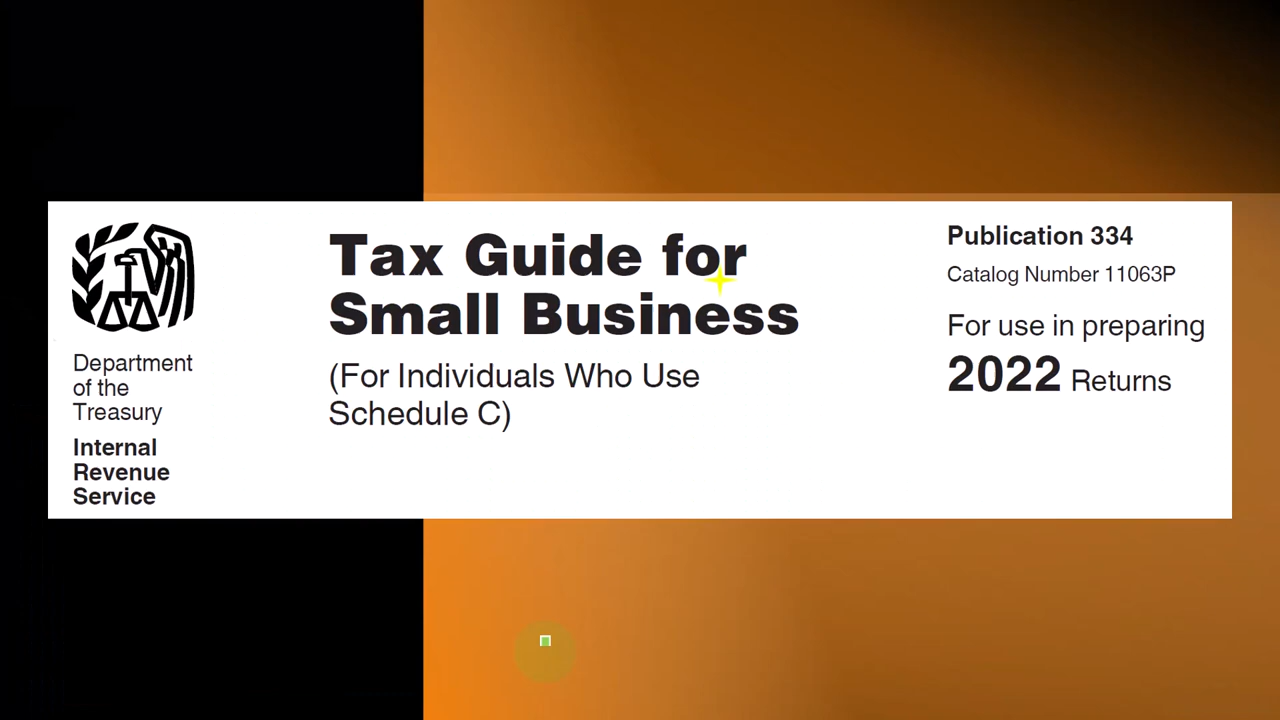 Department
of the
Treasury
Internal
Revenue
Service
Tax Guide for
Small Business
(For Individuals Who Use
Schedule C)
Publication 334
Catalog Number 11063P
For use in preparing
2022 Returns